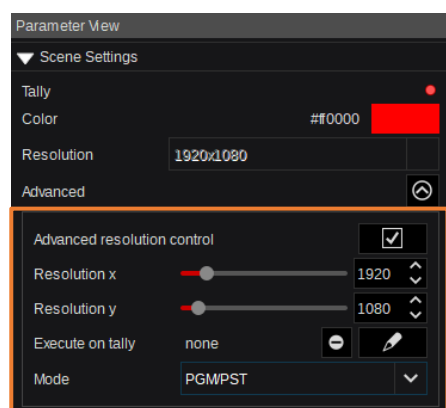 Parameter View
Scene Settings
Tally
Color #ff0000
Resolution 1920x1080
Advanced
Advanced resolution control
Resolution x 1920
Resolution y 1080
Execute on tally none
Mode PGM/PST